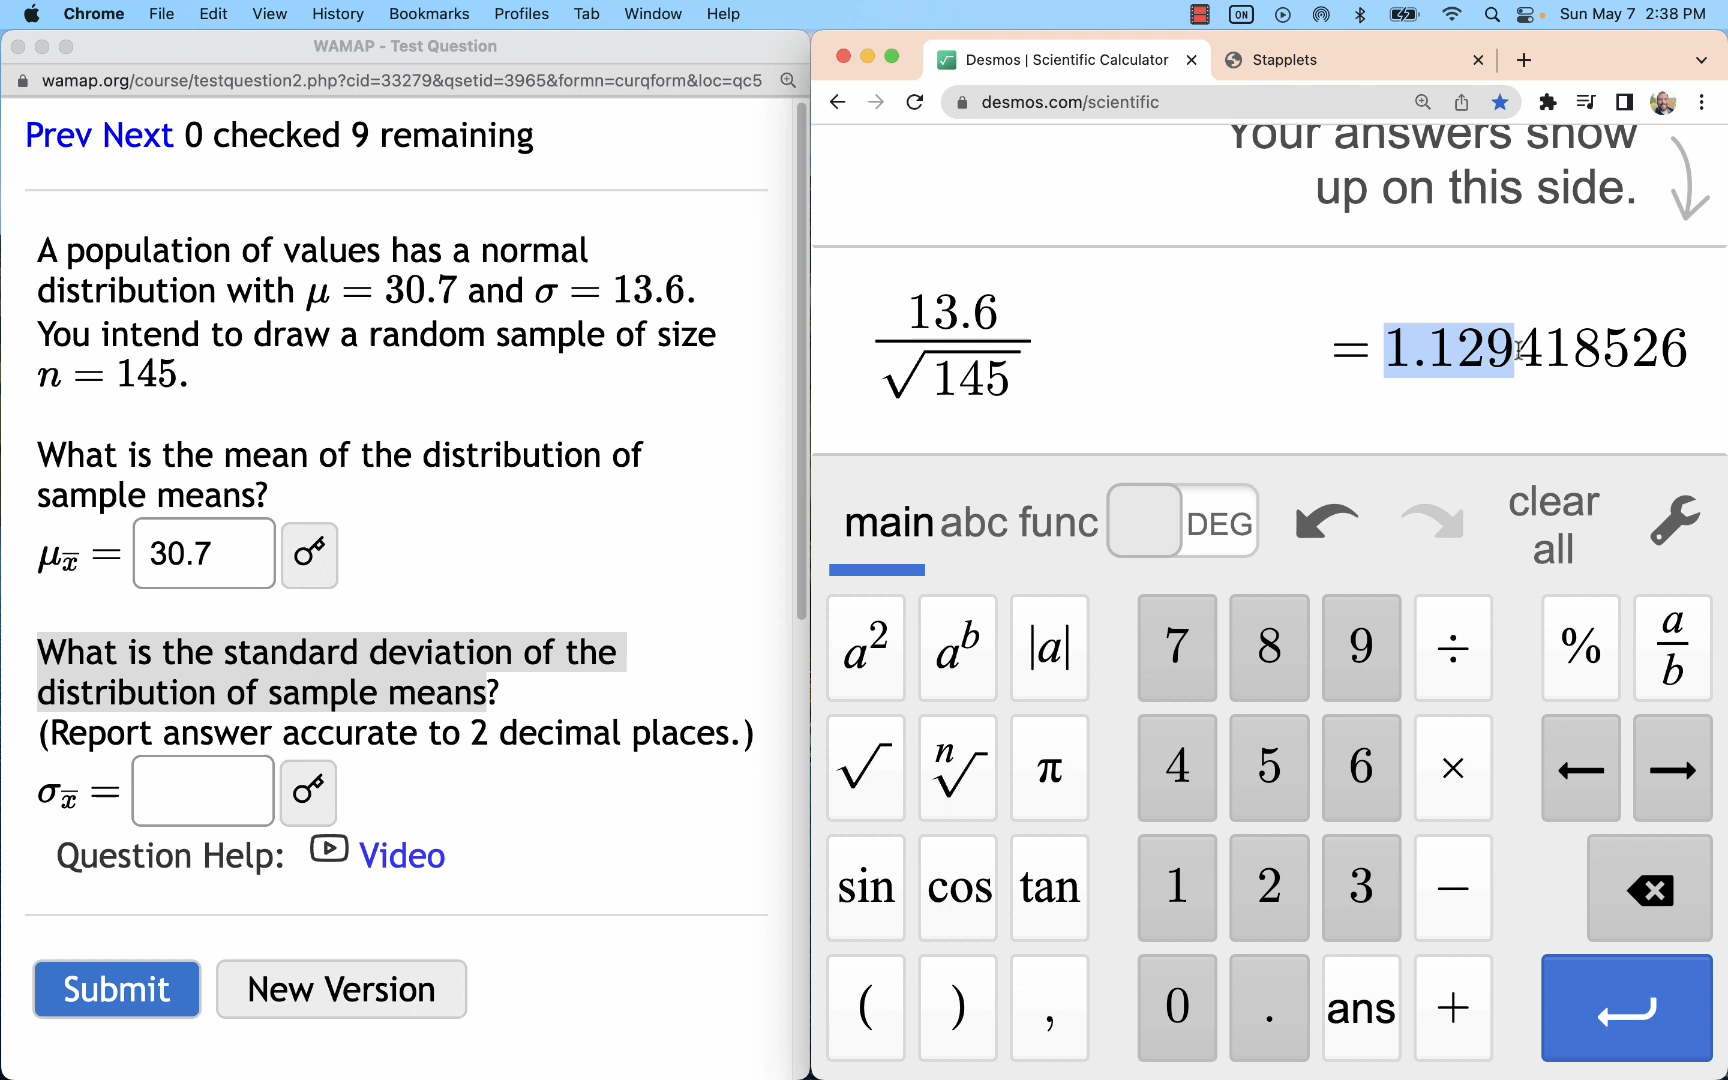 Chrome File Edit View History Bookmarks Profiles Tab Window Help
ON
Sun May 7 2:38 PM
WAMAP - Test Question
wamap.org/course/testquestion2.php?cid=33279&qsetid=3965&formn=curqform&loc=qc5
Prev Next 0 checked 9 remaining
A population of values has a normal
distribution with μ = 30.7 and σ = 13.6.
You intend to draw a random sample of size
n = 145.
What is the mean of the distribution of
sample means?
μx̅ = 30.7
What is the standard deviation of the
distribution of sample means?
(Report answer accurate to 2 decimal places.)
σx̅ =
Question Help: Video
Submit New Version
Desmos | Scientific Calculator
Stapplets
desmos.com/scientific
Your answers show
up on this side.
13.6
√145
= 1.129418526
main abc func DEG
clear
all
a² aᵇ |a| 7 8 9 ÷ % a/b
√ ⁿ√ π 4 5 6 × ← →
sin cos tan 1 2 3 −
( ) , 0 . ans +